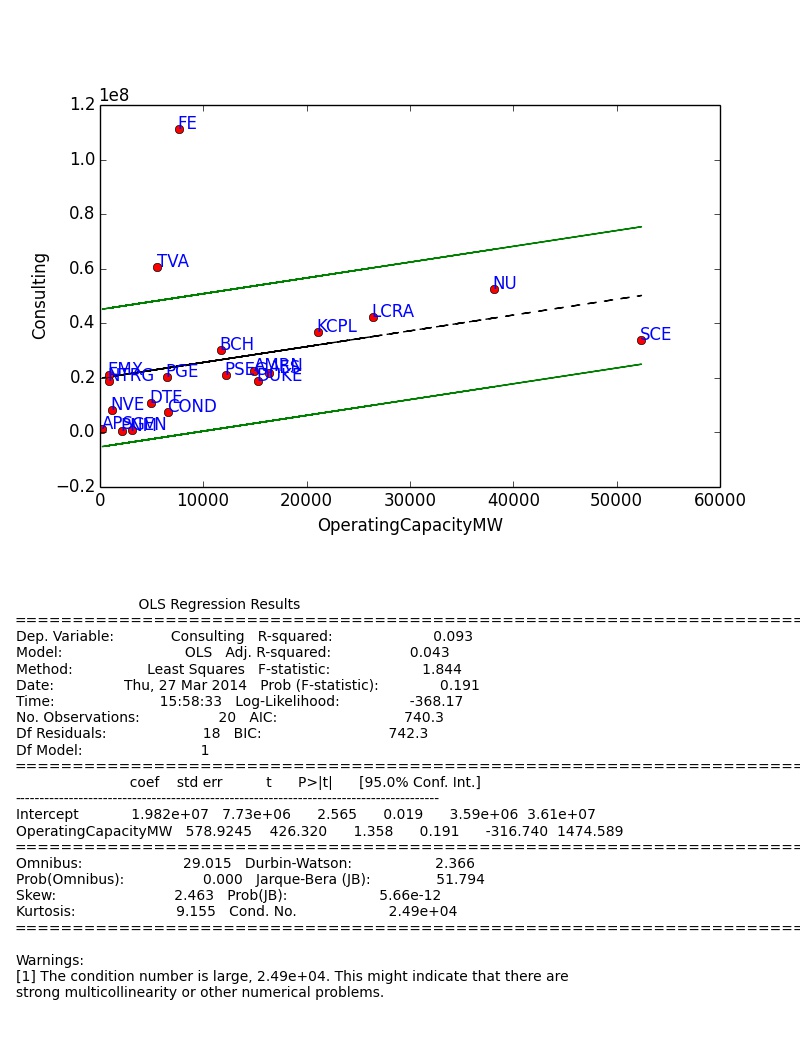 1e8
1.2
1.0
0.8
0.6
0.4
0.2
0.0
−0.2
0 10000 20000 30000 40000 50000 60000
Consulting
OperatingCapacityMW
FE
TVA
NU
LCRA
KCPL
SCE
BCH
PGE
DUKE
DTE
COND
NVE
OLS Regression Results
==============================================================================
Dep. Variable: Consulting R-squared: 0.093
Model: OLS Adj. R-squared: 0.043
Method: Least Squares F-statistic: 1.844
Date: Thu, 27 Mar 2014 Prob (F-statistic): 0.191
Time: 15:58:33 Log-Likelihood: -368.17
No. Observations: 20 AIC: 740.3
Df Residuals: 18 BIC: 742.3
Df Model: 1
==============================================================================
coef std err t P>|t| [95.0% Conf. Int.]
------------------------------------------------------------------------------------------
Intercept 1.982e+07 7.73e+06 2.565 0.019 3.59e+06 3.61e+07
OperatingCapacityMW 578.9245 426.320 1.358 0.191 -316.740 1474.589
==============================================================================
Omnibus: 29.015 Durbin-Watson: 2.366
Prob(Omnibus): 0.000 Jarque-Bera (JB): 51.794
Skew: 2.463 Prob(JB): 5.66e-12
Kurtosis: 9.155 Cond. No. 2.49e+04
==============================================================================
Warnings:
[1] The condition number is large, 2.49e+04. This might indicate that there are
strong multicollinearity or other numerical problems.